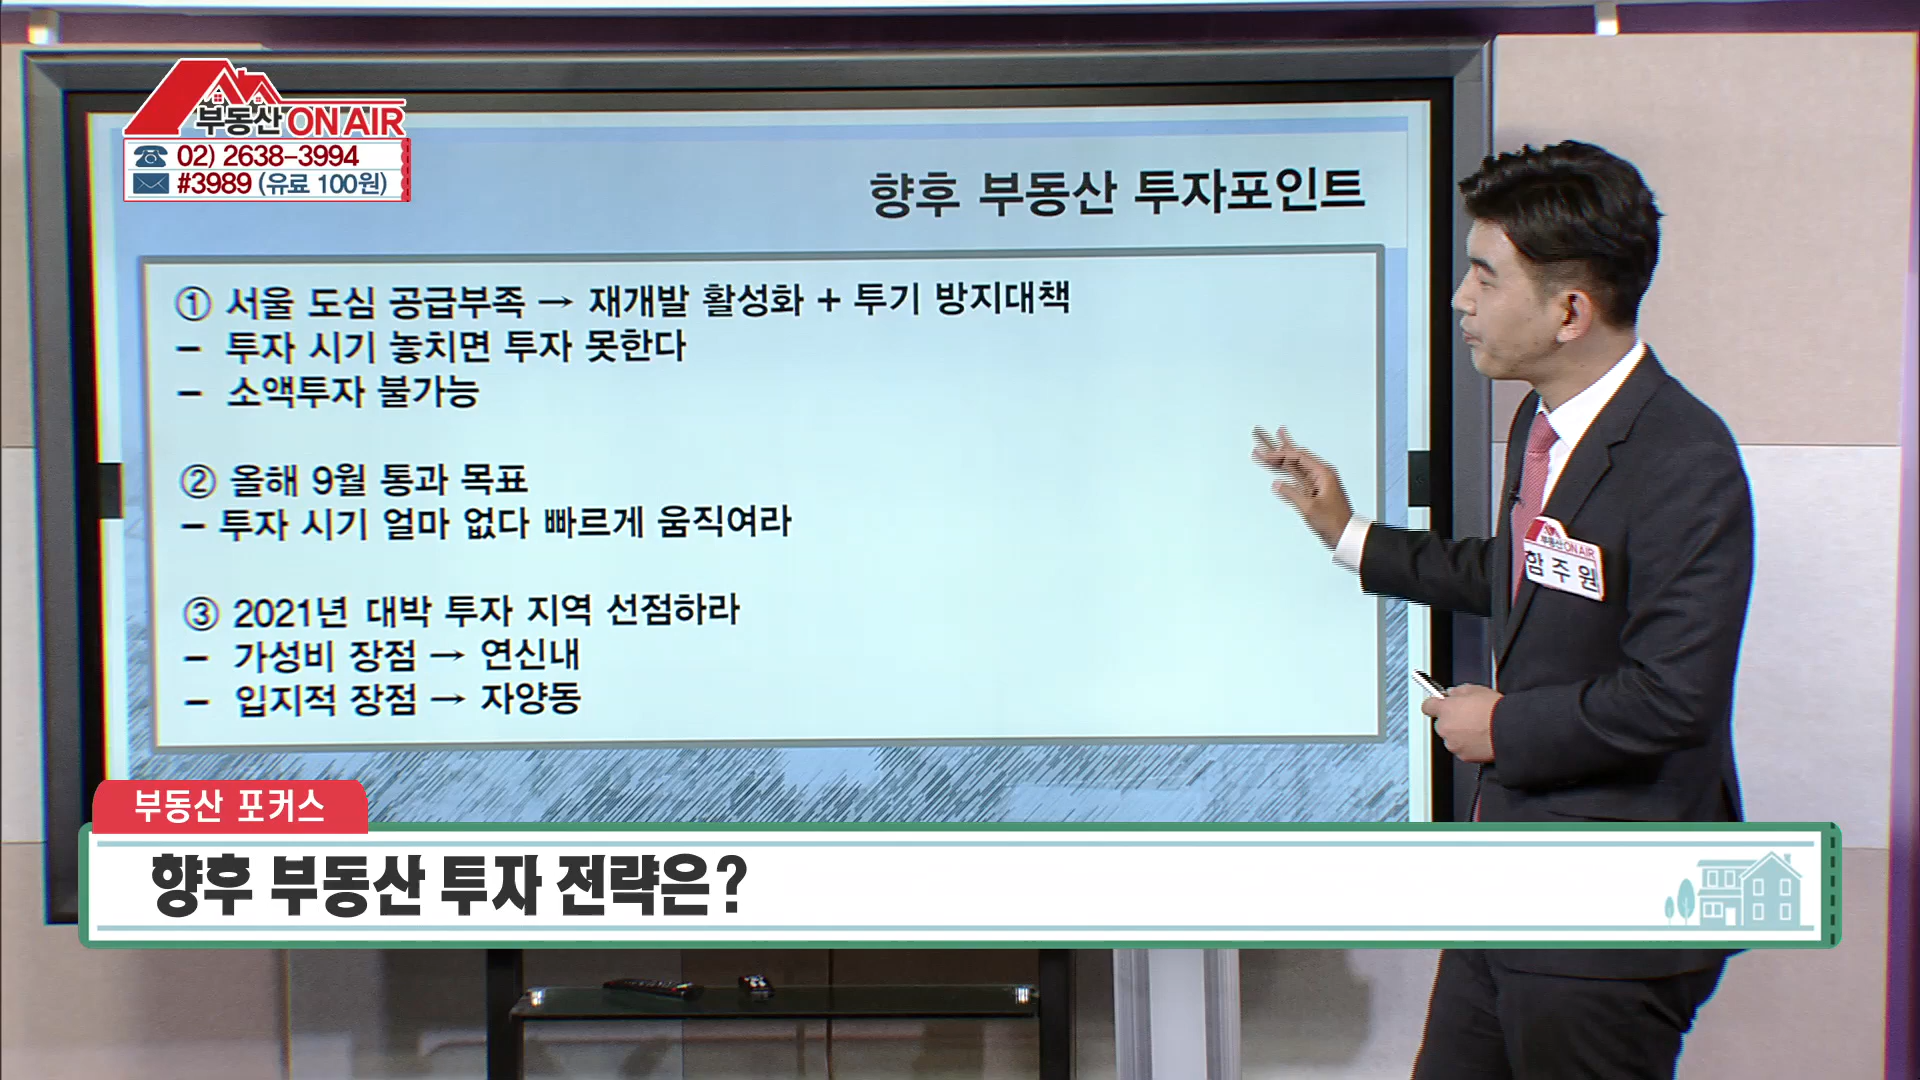 부동산 ON AIR
02) 2638-3994
#3989 (유료 100원)
향후 부동산 투자포인트
① 서울 도심 공급부족 → 재개발 활성화 + 투기 방지대책
- 투자 시기 놓치면 투자 못한다
- 소액투자 불가능
② 올해 9월 통과 목표
- 투자 시기 얼마 없다 빠르게 움직여라
③ 2021년 대박 투자 지역 선점하라
- 가성비 장점 → 연신내
- 입지적 장점 → 자양동
부동산 ON AIR
함주원
부동산 포커스
향후 부동산 투자 전략은?